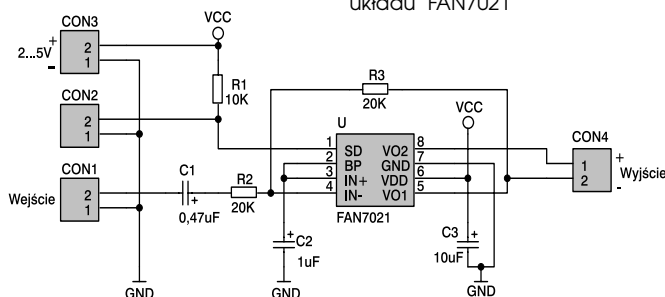 układu FAN7021
CON3
VCC
2...5V
+
-
2
1
R1
10K
R3
20K
CON2
2
1
U
VCC
CON4
1 SD VO2 8
2 BP GND 7
3 IN+ VDD 6
4 IN- VO1 5
FAN7021
1
2
+
Wyjście
-
CON1
Wejście
2
1
C1
+
0,47uF
R2
20K
+
C2
1uF
C3
+
10uF
GND
GND
GND